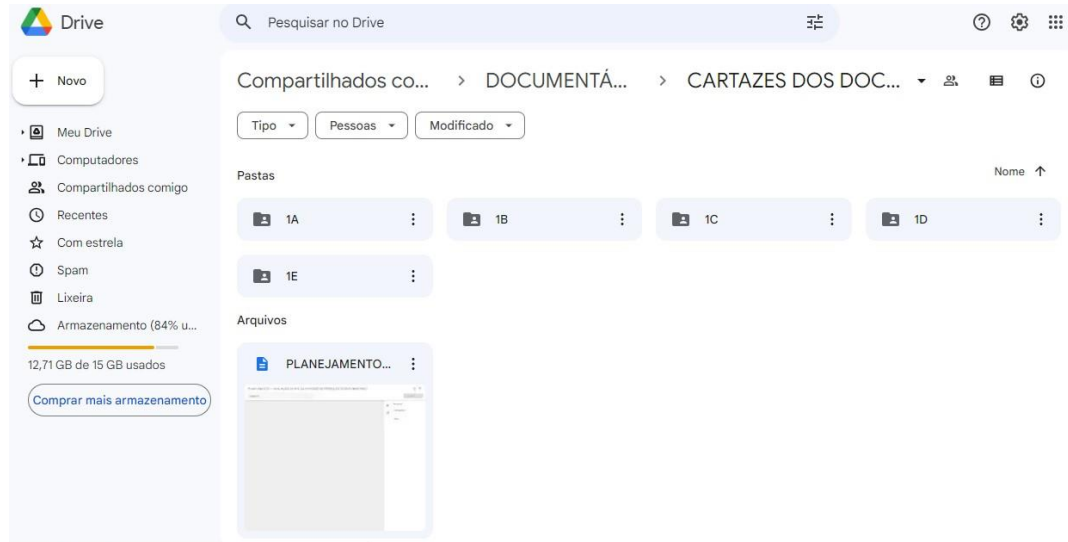 Drive
Pesquisar no Drive
Novo
Compartilhados co... > DOCUMENTÁ... > CARTAZES DOS DOC...
Tipo
Pessoas
Modificado
Meu Drive
Computadores
Compartilhados comigo
Recentes
Com estrela
Spam
Lixeira
Armazenamento (84% u...
12,71 GB de 15 GB usados
Comprar mais armazenamento
Pastas
Nome
1A
1B
1C
1D
1E
Arquivos
PLANEJAMENTO...